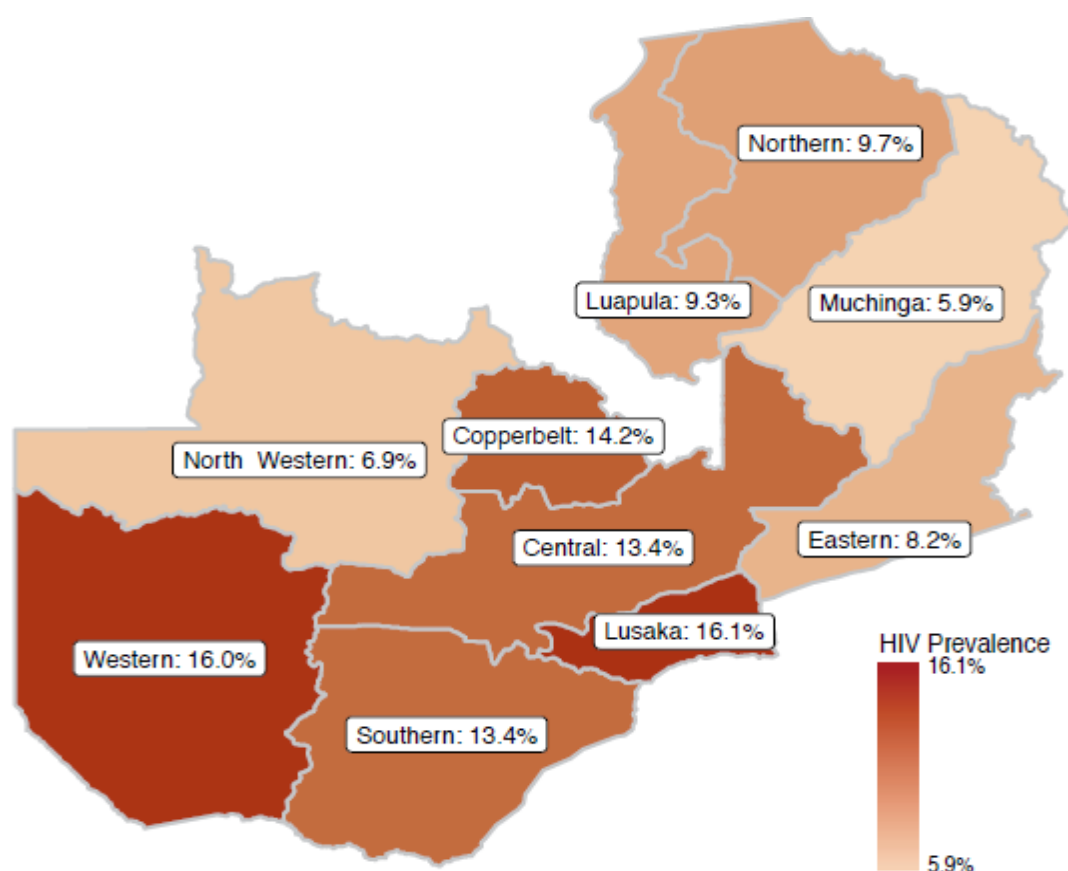 Northern: 9.7%
Luapula: 9.3%
Muchinga: 5.9%
Copperbelt: 14.2%
North  Western: 6.9%
Central: 13.4%
Eastern: 8.2%
Lusaka: 16.1%
Western: 16.0%
Southern: 13.4%
HIV Prevalence
16.1%
5.9%